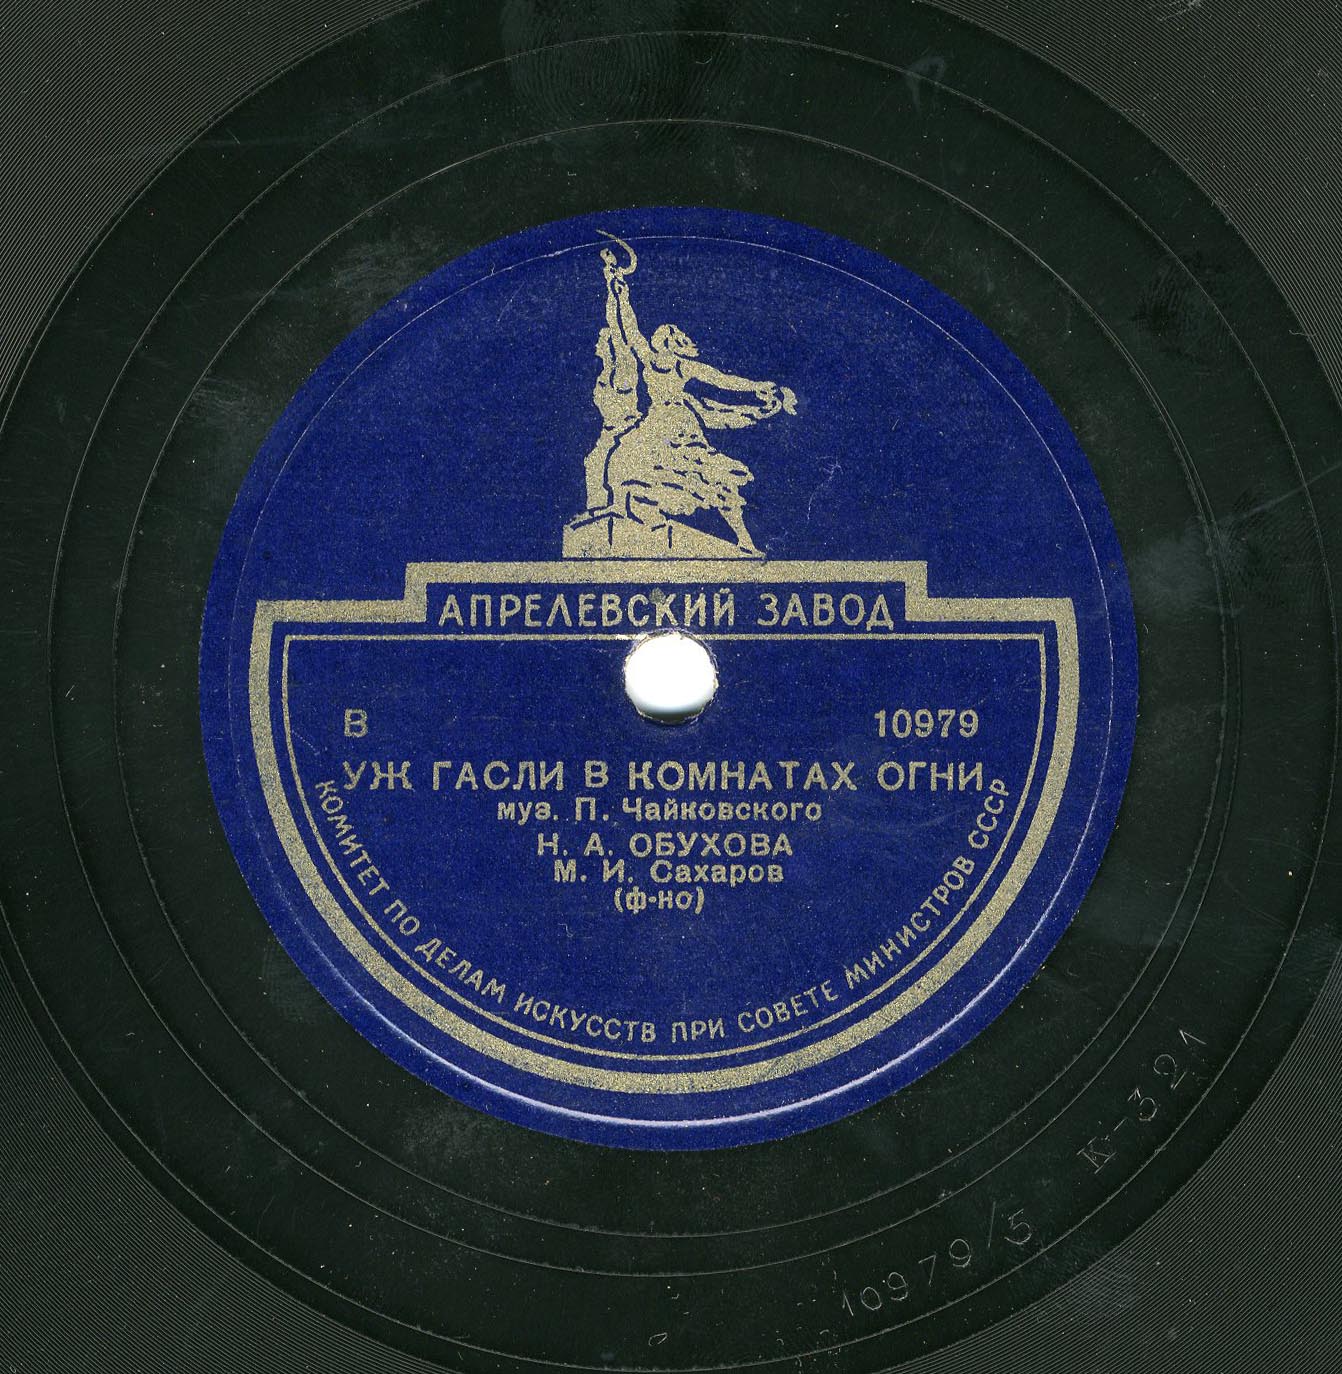 АПРЕЛЕВСКИЙ ЗАВОД
В 10979
УЖ ГАСЛИ В КОМНАТАХ ОГНИ
муз. П. Чайковского
Н. А. ОБУХОВА
М. И. Сахаров
(ф-но)
КОМИТЕТ ПО ДЕЛАМ ИСКУССТВ ПРИ СОВЕТЕ МИНИСТРОВ СССР
10979/5 К-321